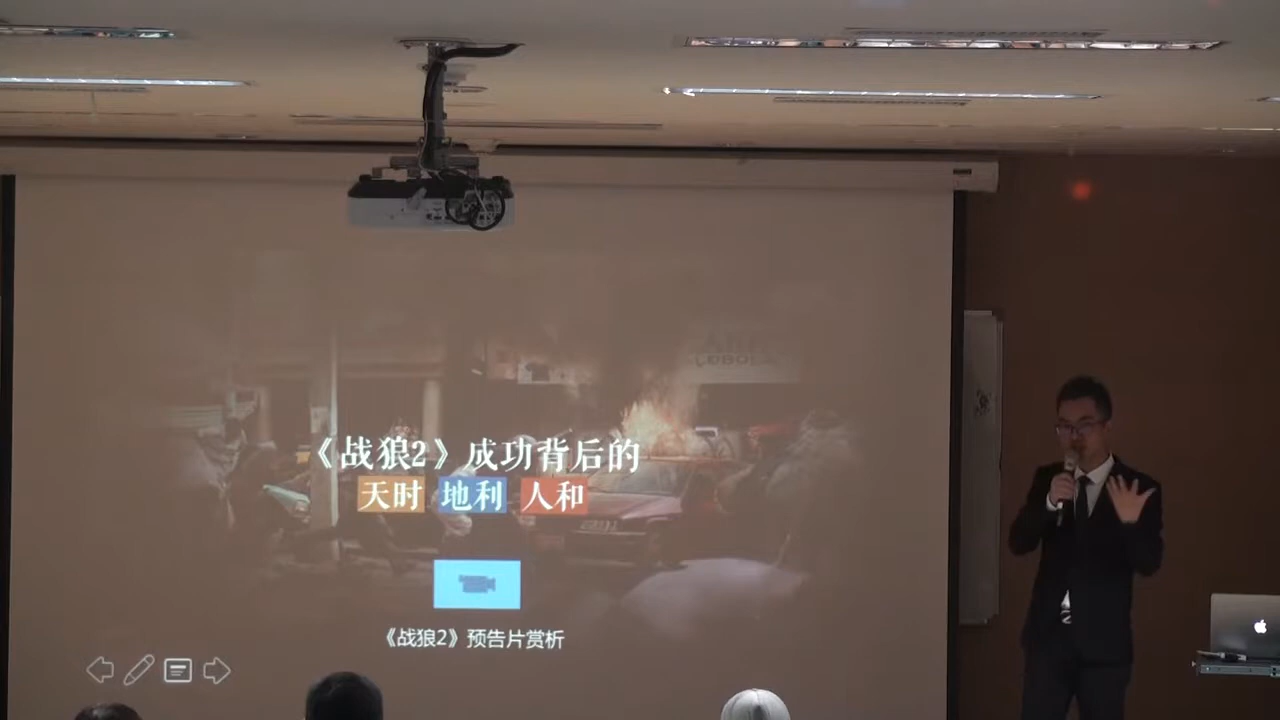 《战狼2》成功背后的
天时 地利 人和
《战狼2》预告片赏析